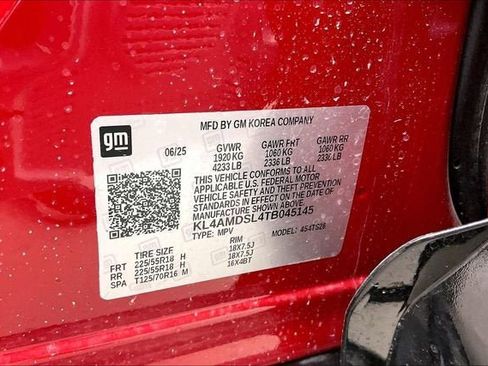 gm
MFD BY GM KOREA COMPANY
06/25 GVWR GAWR FRT GAWR RR
1920 KG 1060 KG 1060 KG
4233 LB 2336 LB 2336 LB
THIS VEHICLE CONFORMS TO ALL
APPLICABLE U.S. FEDERAL MOTOR
VEHICLE SAFETY AND THEFT PREVENTION
STANDARDS IN EFFECT ON THE DATE OF
MANUFACTURE SHOWN ABOVE.
KL4AMDSL4TB045145
TYPE: MPV MODEL: 4S4TS26
TIRE SIZE RIM
FRT 225/55R18 H 18X7.5J
RR 225/55R18 H 18X7.5J
SPA T125/70R16 M 16X4BT